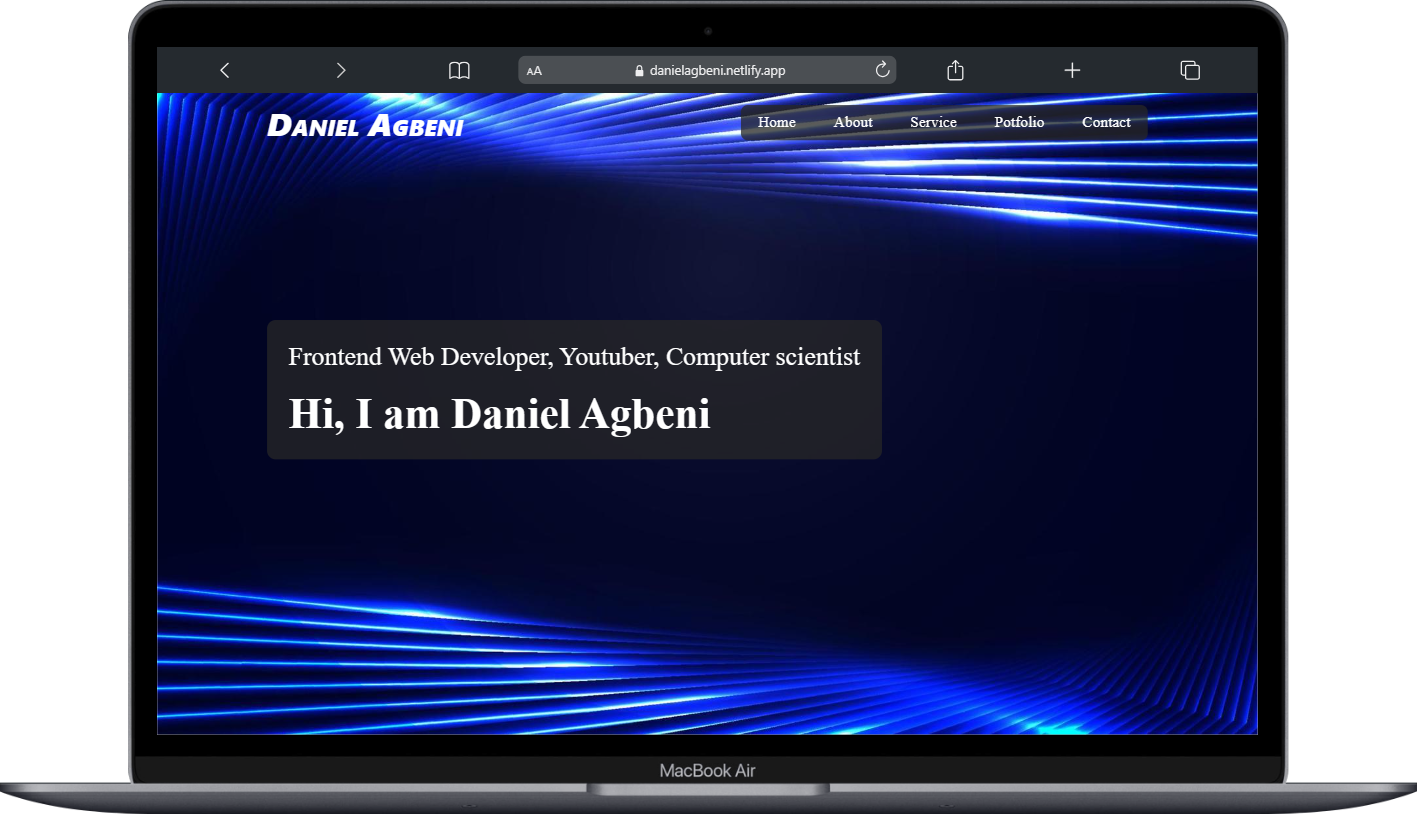 AA danielagbeni.netlify.app
DANIEL AGBENI
Home About Service Potfolio Contact
Frontend Web Developer, Youtuber, Computer scientist
Hi, I am Daniel Agbeni
MacBook Air